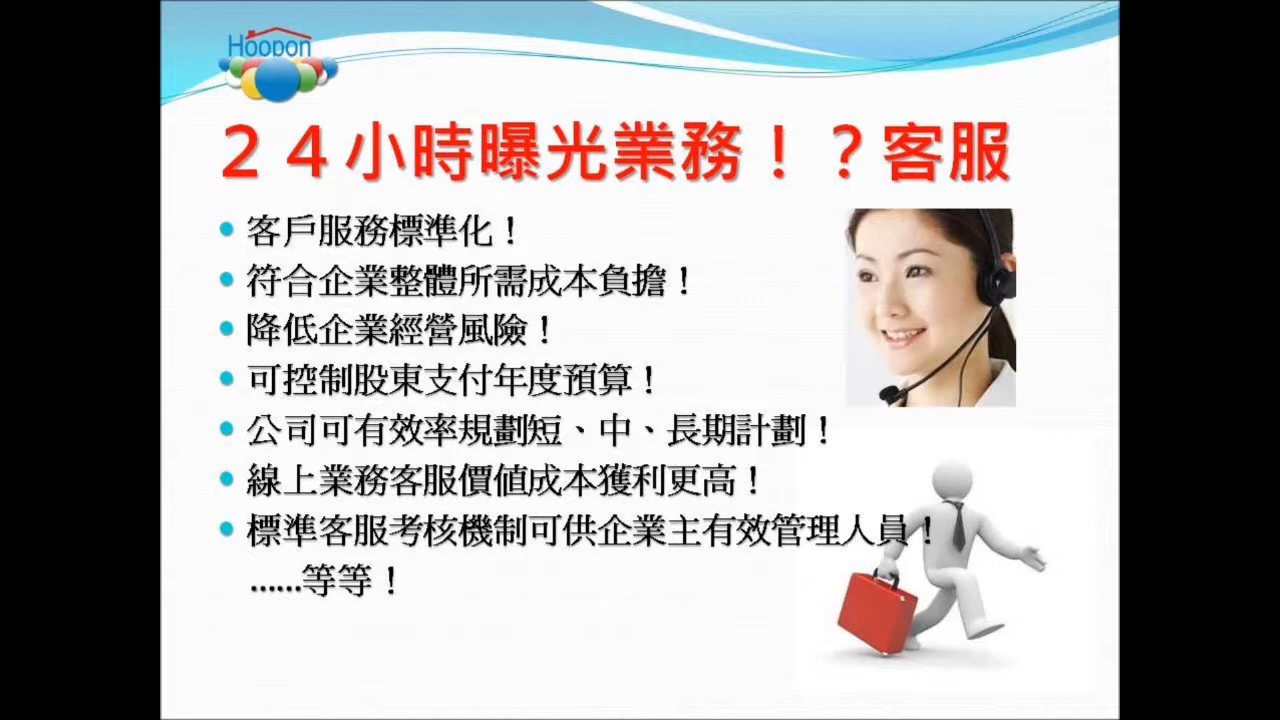 Hoopon
２４小時曝光業務！？客服
客戶服務標準化！
符合企業整體所需成本負擔！
降低企業經營風險！
可控制股東支付年度預算！
公司可有效率規劃短、中、長期計劃！
線上業務客服價值成本獲利更高！
標準客服考核機制可供企業主有效管理人員！
……等等！